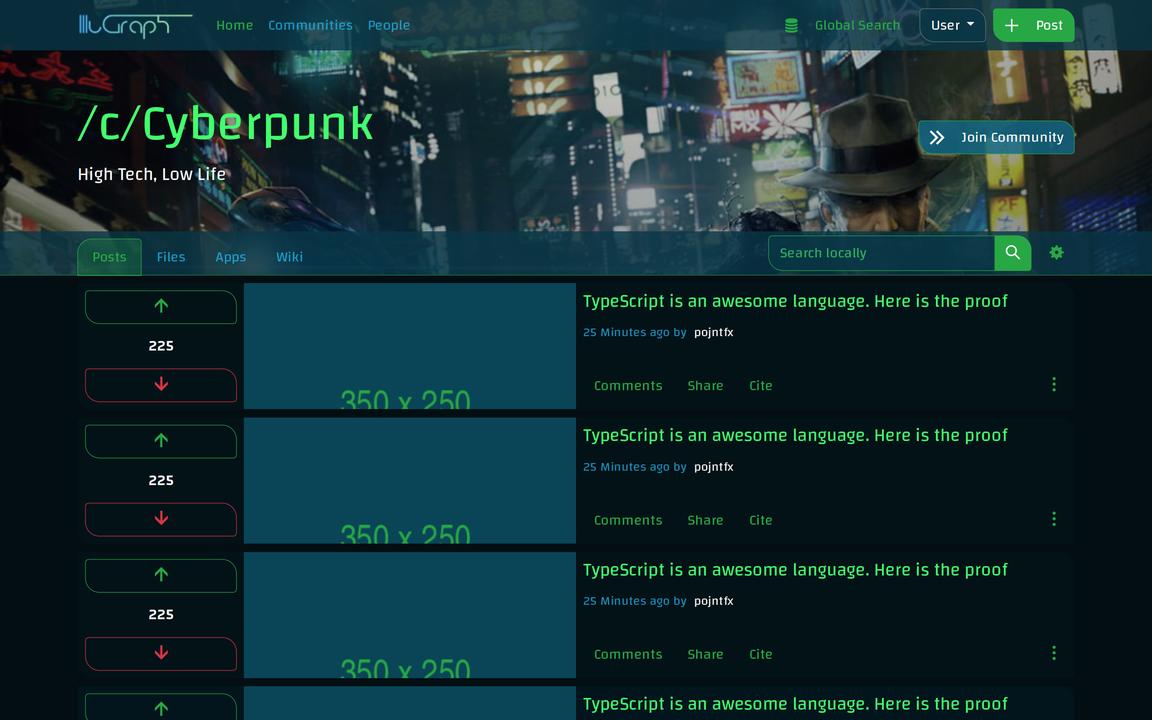 Home Communities People Global Search User Post
/c/Cyberpunk
Join Community
High Tech, Low Life
Posts Files Apps Wiki Search locally
TypeScript is an awesome language. Here is the proof
25 Minutes ago by pojntfx
225
Comments Share Cite
350 x 250
TypeScript is an awesome language. Here is the proof
25 Minutes ago by pojntfx
225
Comments Share Cite
350 x 250
TypeScript is an awesome language. Here is the proof
25 Minutes ago by pojntfx
225
Comments Share Cite
350 x 250
TypeScript is an awesome language. Here is the proof